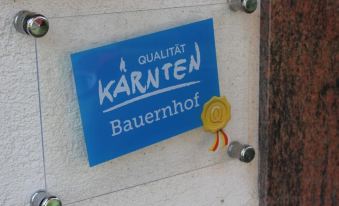 QUALITÄT
KÄRNTEN
Bauernhof
Q